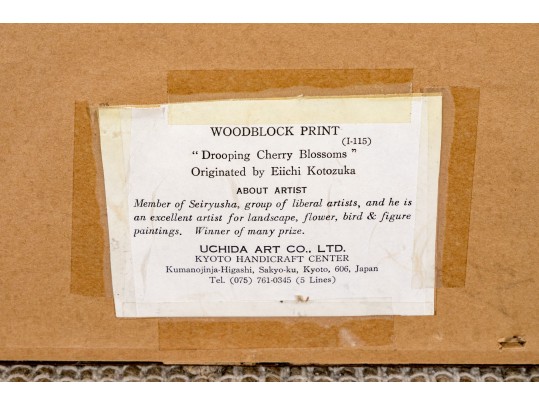 WOODBLOCK PRINT
(I-115)
“Drooping Cherry Blossoms”
Originated by Eiichi Kotozuka
ABOUT ARTIST
Member of Seiryusha, group of liberal artists, and he is
an excellent artist for landscape, flower, bird & figure
paintings. Winner of many prize.
UCHIDA ART CO., LTD.
KYOTO HANDICRAFT CENTER
Kumanojinja-Higashi, Sakyo-ku, Kyoto, 606, Japan
Tel. (075) 761-0345 (5 Lines)